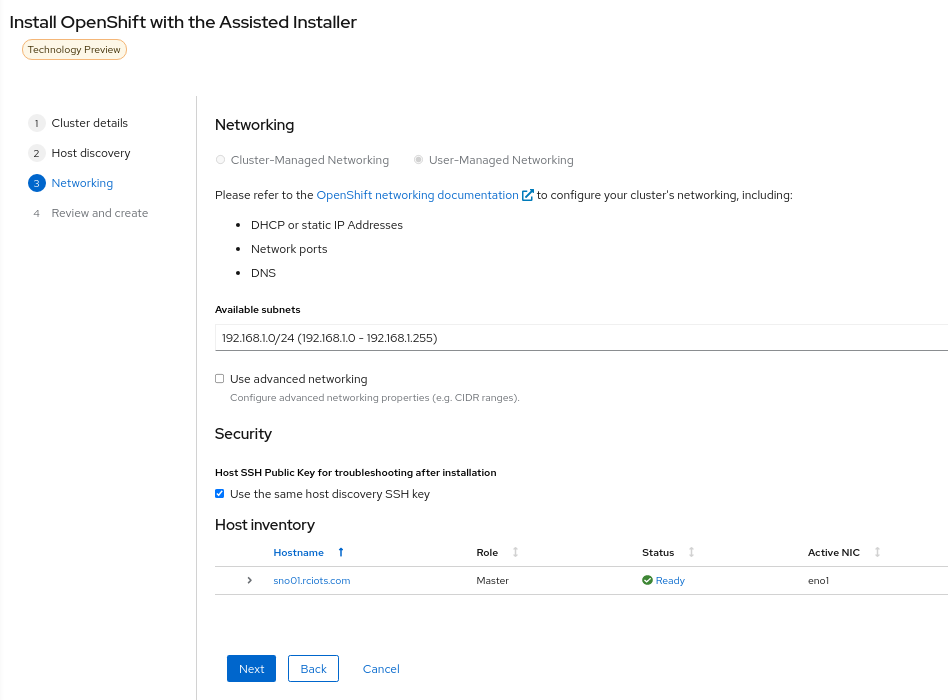 Install OpenShift with the Assisted Installer
Technology Preview
1 Cluster details
2 Host discovery
3 Networking
4 Review and create
Networking
Cluster-Managed Networking User-Managed Networking
Please refer to the OpenShift networking documentation to configure your cluster's networking, including:
• DHCP or static IP Addresses
• Network ports
• DNS
Available subnets
192.168.1.0/24 (192.168.1.0 - 192.168.1.255)
Use advanced networking
Configure advanced networking properties (e.g. CIDR ranges).
Security
Host SSH Public Key for troubleshooting after installation
Use the same host discovery SSH key
Host inventory
Hostname Role Status Active NIC
sno01.rciots.com Master Ready eno1
Next Back Cancel